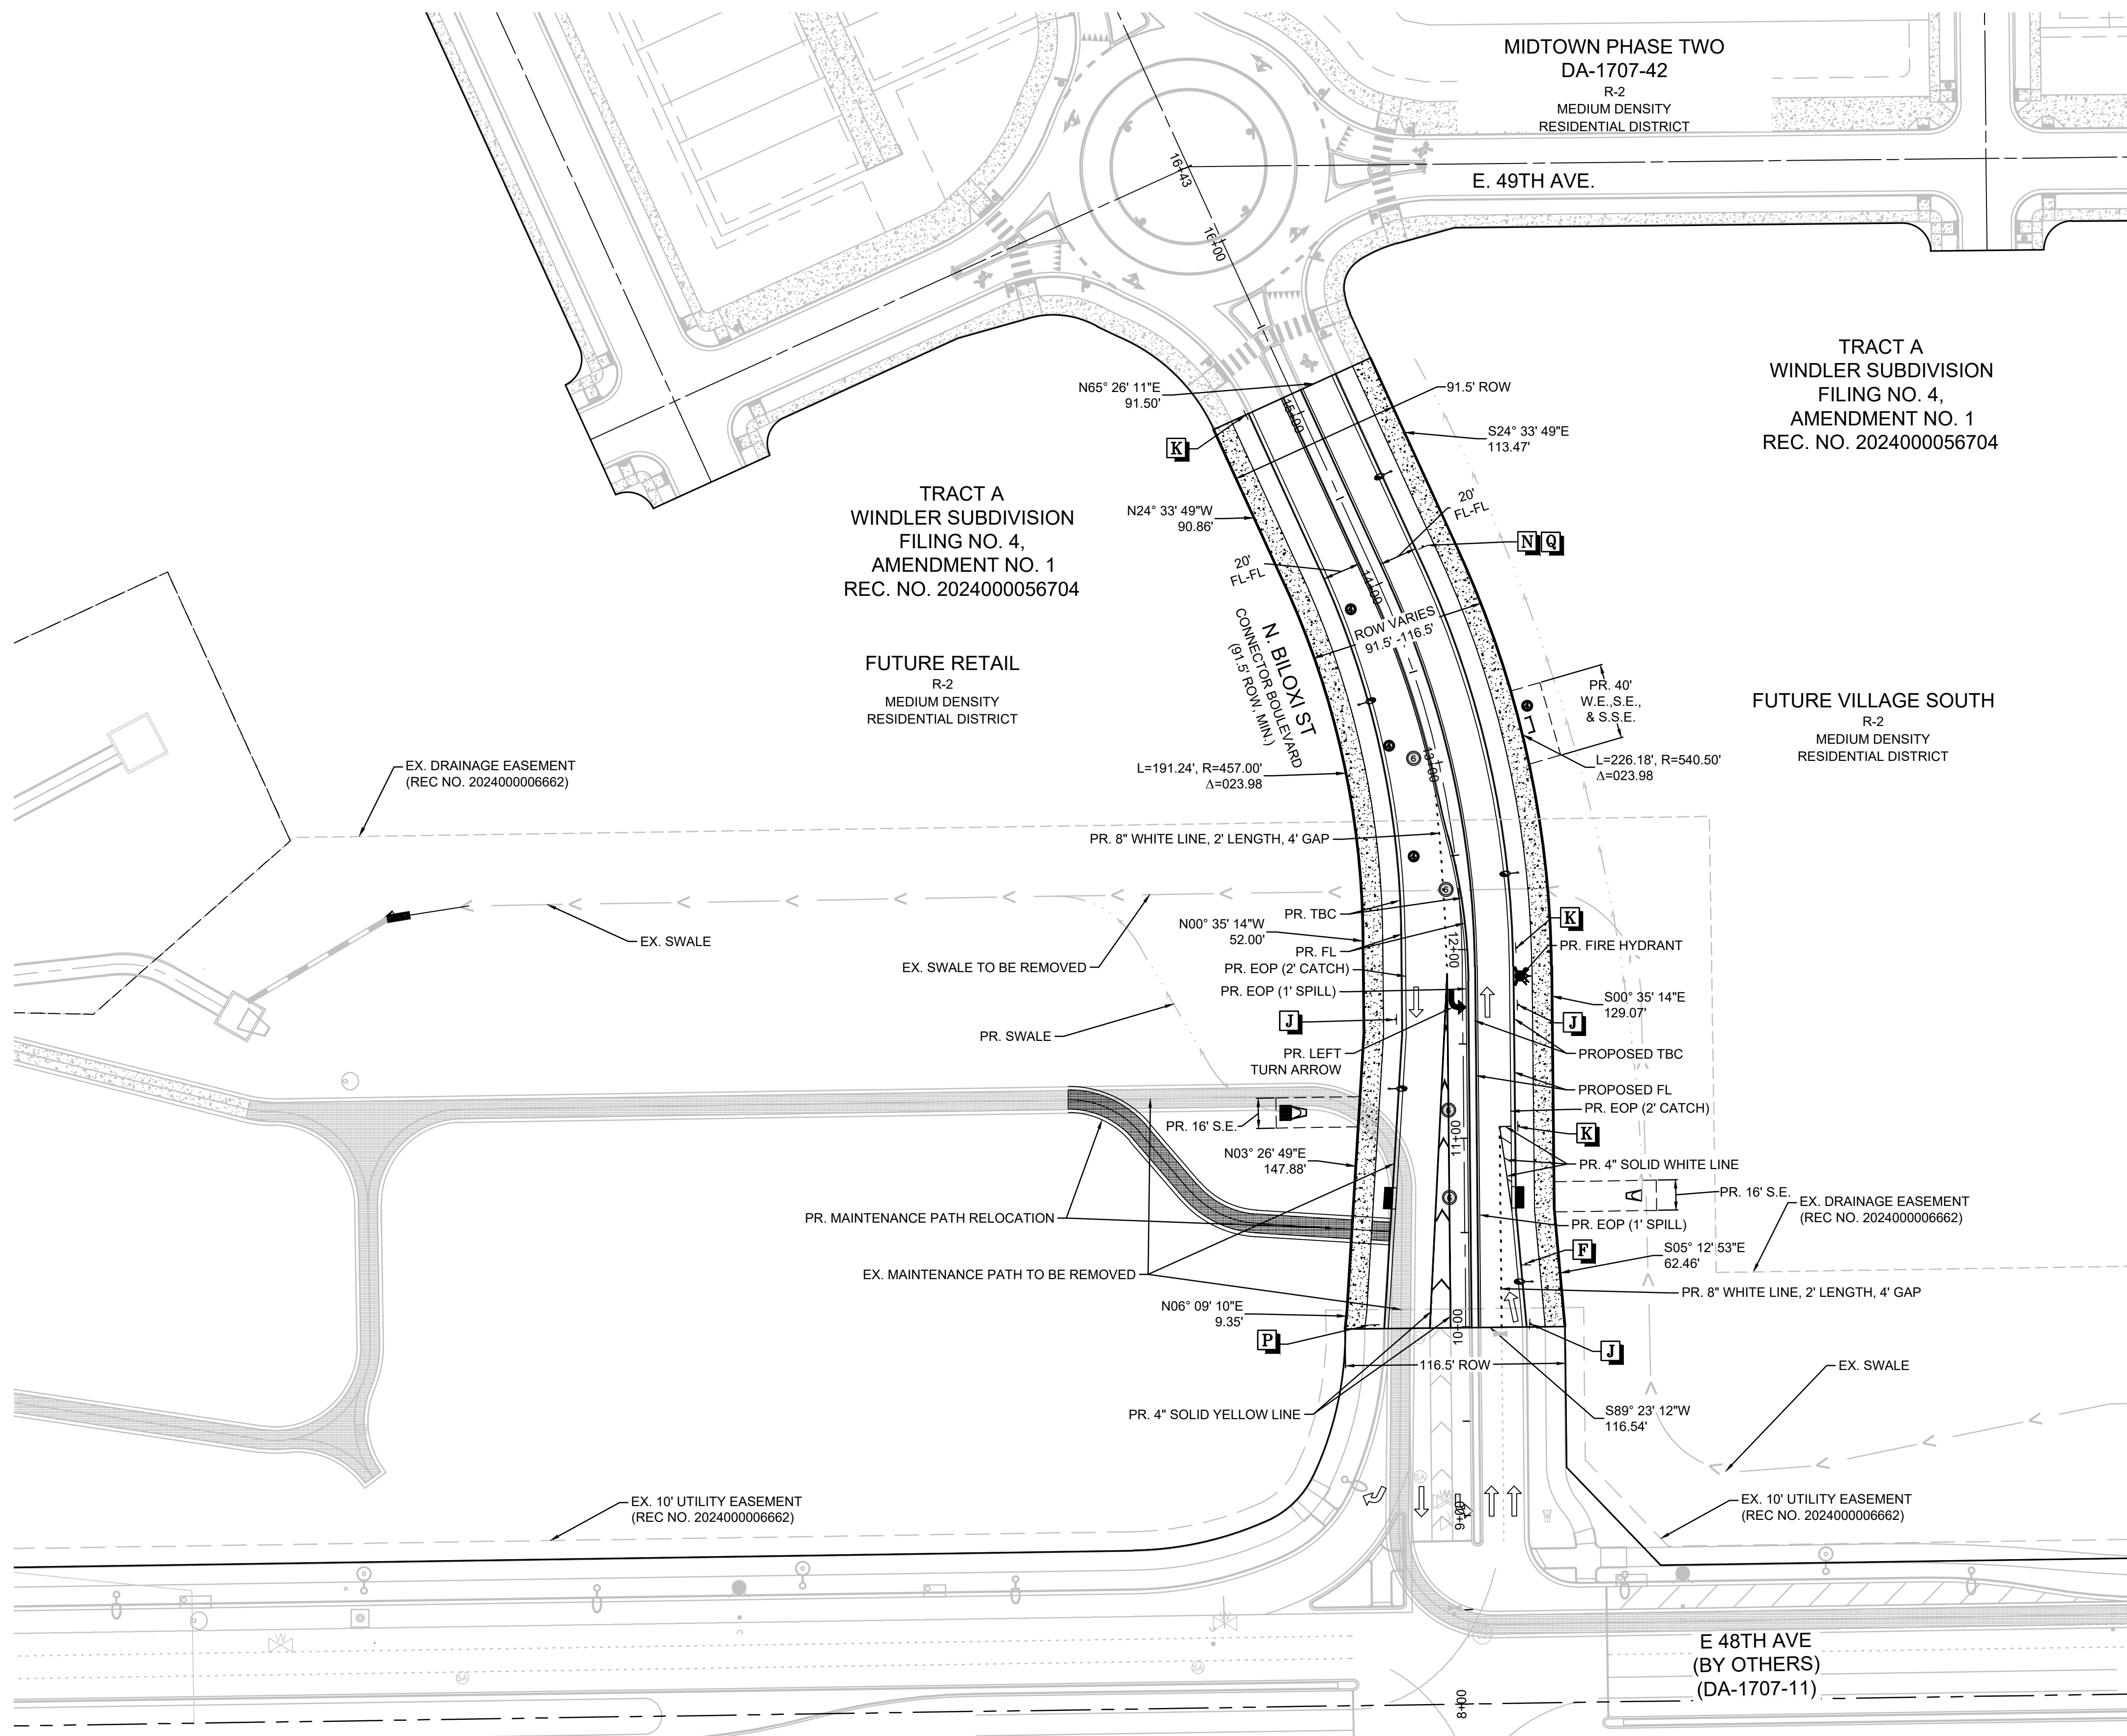 MIDTOWN PHASE TWO
DA-1707-42
R-2
MEDIUM DENSITY
RESIDENTIAL DISTRICT
16+43
E. 49TH AVE.
16+00
TRACT A
WINDLER SUBDIVISION
FILING NO. 4,
AMENDMENT NO. 1
REC. NO. 2024000056704
N65° 26' 11"E
91.50'
91.5' ROW
15+00
K
S24° 33' 49"E
113.47'
TRACT A
WINDLER SUBDIVISION
FILING NO. 4,
AMENDMENT NO. 1
REC. NO. 2024000056704
N24° 33' 49"W
90.86'
20'
FL-FL
N Q
20'
FL-FL
14+00
ROW VARIES
91.5' -116.5'
N. BILOXI ST
CONNECTOR BOULEVARD
(91.5' ROW, MIN.)
FUTURE RETAIL
R-2
MEDIUM DENSITY
RESIDENTIAL DISTRICT
PR. 40'
W.E.,S.E.,
& S.S.E.
FUTURE VILLAGE SOUTH
R-2
MEDIUM DENSITY
RESIDENTIAL DISTRICT
EX. DRAINAGE EASEMENT
(REC NO. 2024000006662)
L=191.24', R=457.00'
Δ=023.98
6
13+00
L=226.18', R=540.50'
Δ=023.98
PR. 8" WHITE LINE, 2' LENGTH, 4' GAP
6
PR. TBC
K
N00° 35' 14"W
52.00'
EX. SWALE
PR. FL
12+00
PR. FIRE HYDRANT
EX. SWALE TO BE REMOVED
PR. EOP (2' CATCH)
PR. EOP (1' SPILL)
S00° 35' 14"E
129.07'
J
J
PR. SWALE
PR. LEFT
TURN ARROW
PROPOSED TBC
PROPOSED FL
PR. EOP (2' CATCH)
6
PR. 16' S.E.
11+00
K
N03° 26' 49"E
147.88'
PR. 4" SOLID WHITE LINE
6
PR. 16' S.E.
EX. DRAINAGE EASEMENT
(REC NO. 2024000006662)
PR. MAINTENANCE PATH RELOCATION
PR. EOP (1' SPILL)
F
S05° 12' 53"E
62.46'
EX. MAINTENANCE PATH TO BE REMOVED
PR. 8" WHITE LINE, 2' LENGTH, 4' GAP
N06° 09' 10"E
9.35'
10+00
P
J
116.5' ROW
EX. SWALE
PR. 4" SOLID YELLOW LINE
S89° 23' 12"W
116.54'
SA
EX. 10' UTILITY EASEMENT
(REC NO. 2024000006662)
W
9+00
EX. 10' UTILITY EASEMENT
(REC NO. 2024000006662)
W
W
E 48TH AVE
(BY OTHERS)
(DA-1707-11)
SA
SA
8+00